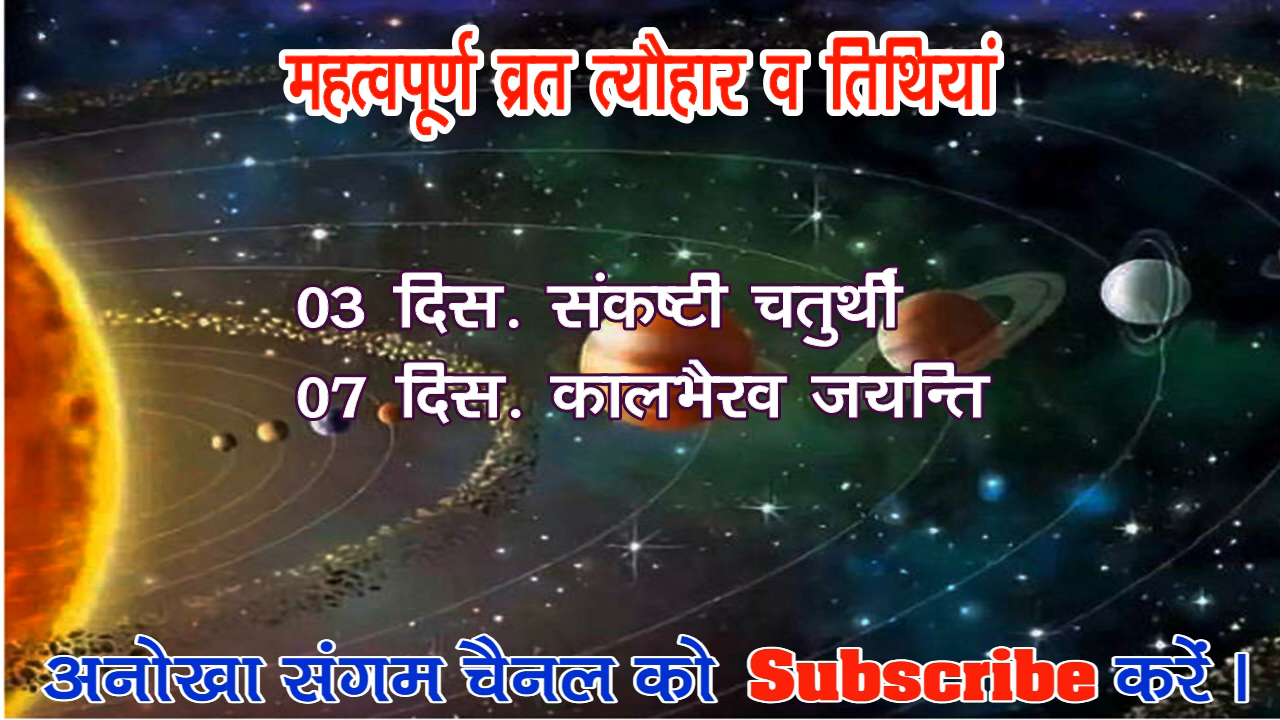 महत्वपूर्ण व्रत त्यौहार व तिथियां
03 दिस. संकष्टी चतुर्थी
07 दिस. कालभैरव जयन्ति
अनोखा संगम चैनल को Subscribe करें।